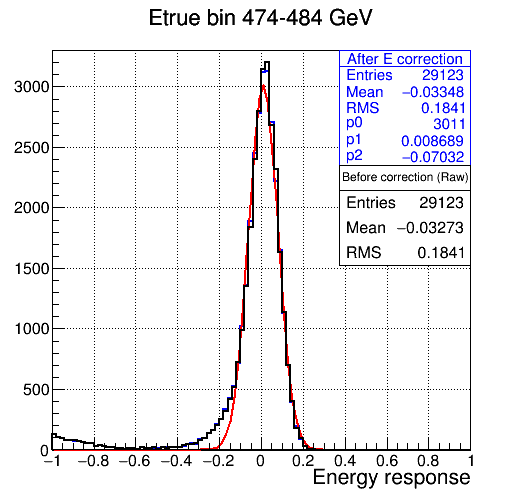 Etrue bin 474-484 GeV
After E correction
Entries 29123
Mean −0.03348
RMS 0.1841
p0 3011
p1 0.008689
p2 −0.07032
Before correction (Raw)
Entries 29123
Mean −0.03273
RMS 0.1841
3000
2500
2000
1500
1000
500
0
−1 −0.8 −0.6 −0.4 −0.2 0 0.2 0.4 0.6 0.8 1
Energy response